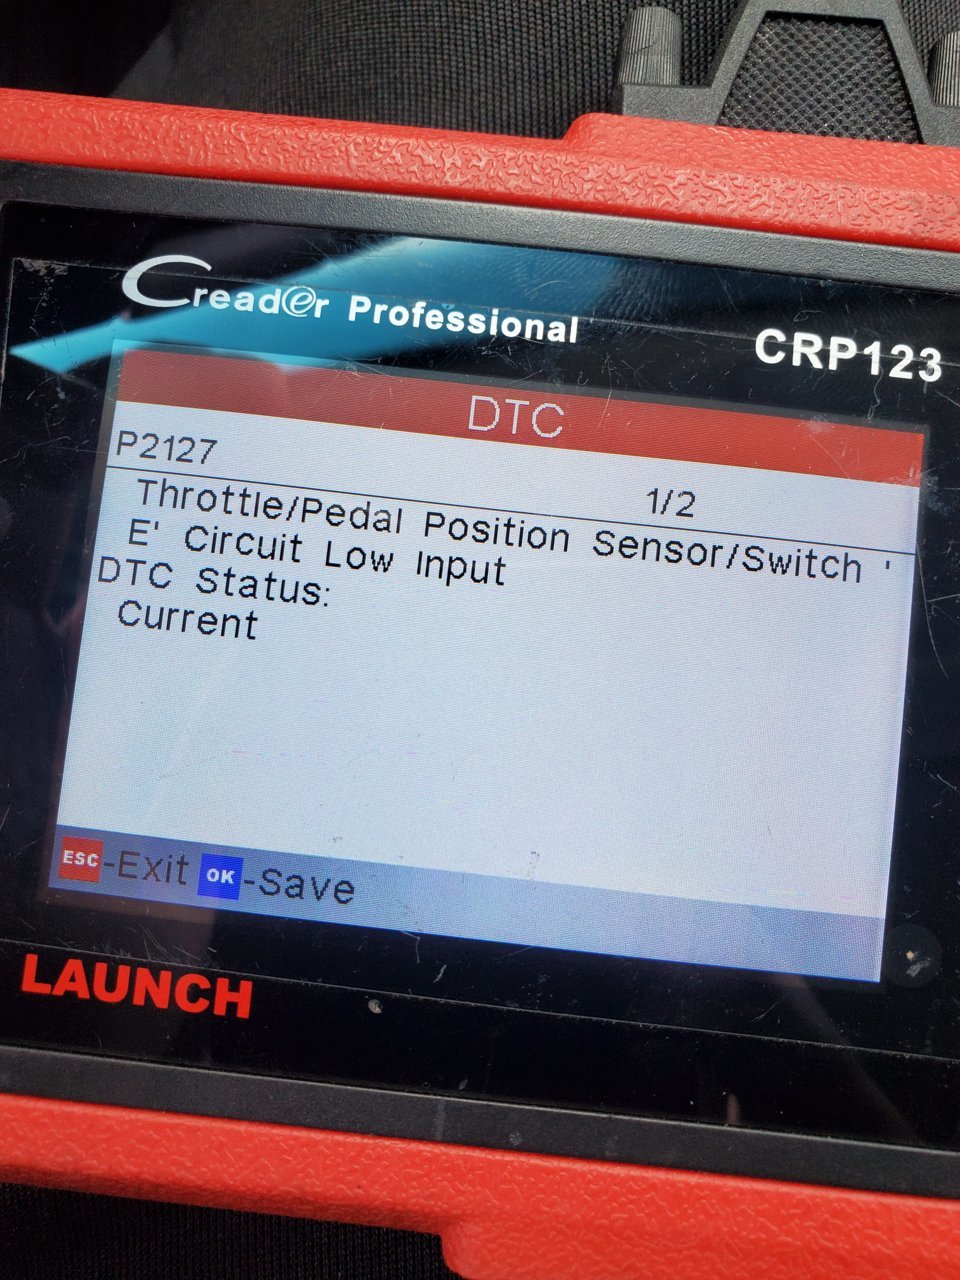 Creader Professional
CRP123
DTC
P2127
1/2
Throttle/Pedal Position Sensor/Switch '
E' Circuit Low Input
DTC Status:
Current
ESC-Exit OK-Save
LAUNCH